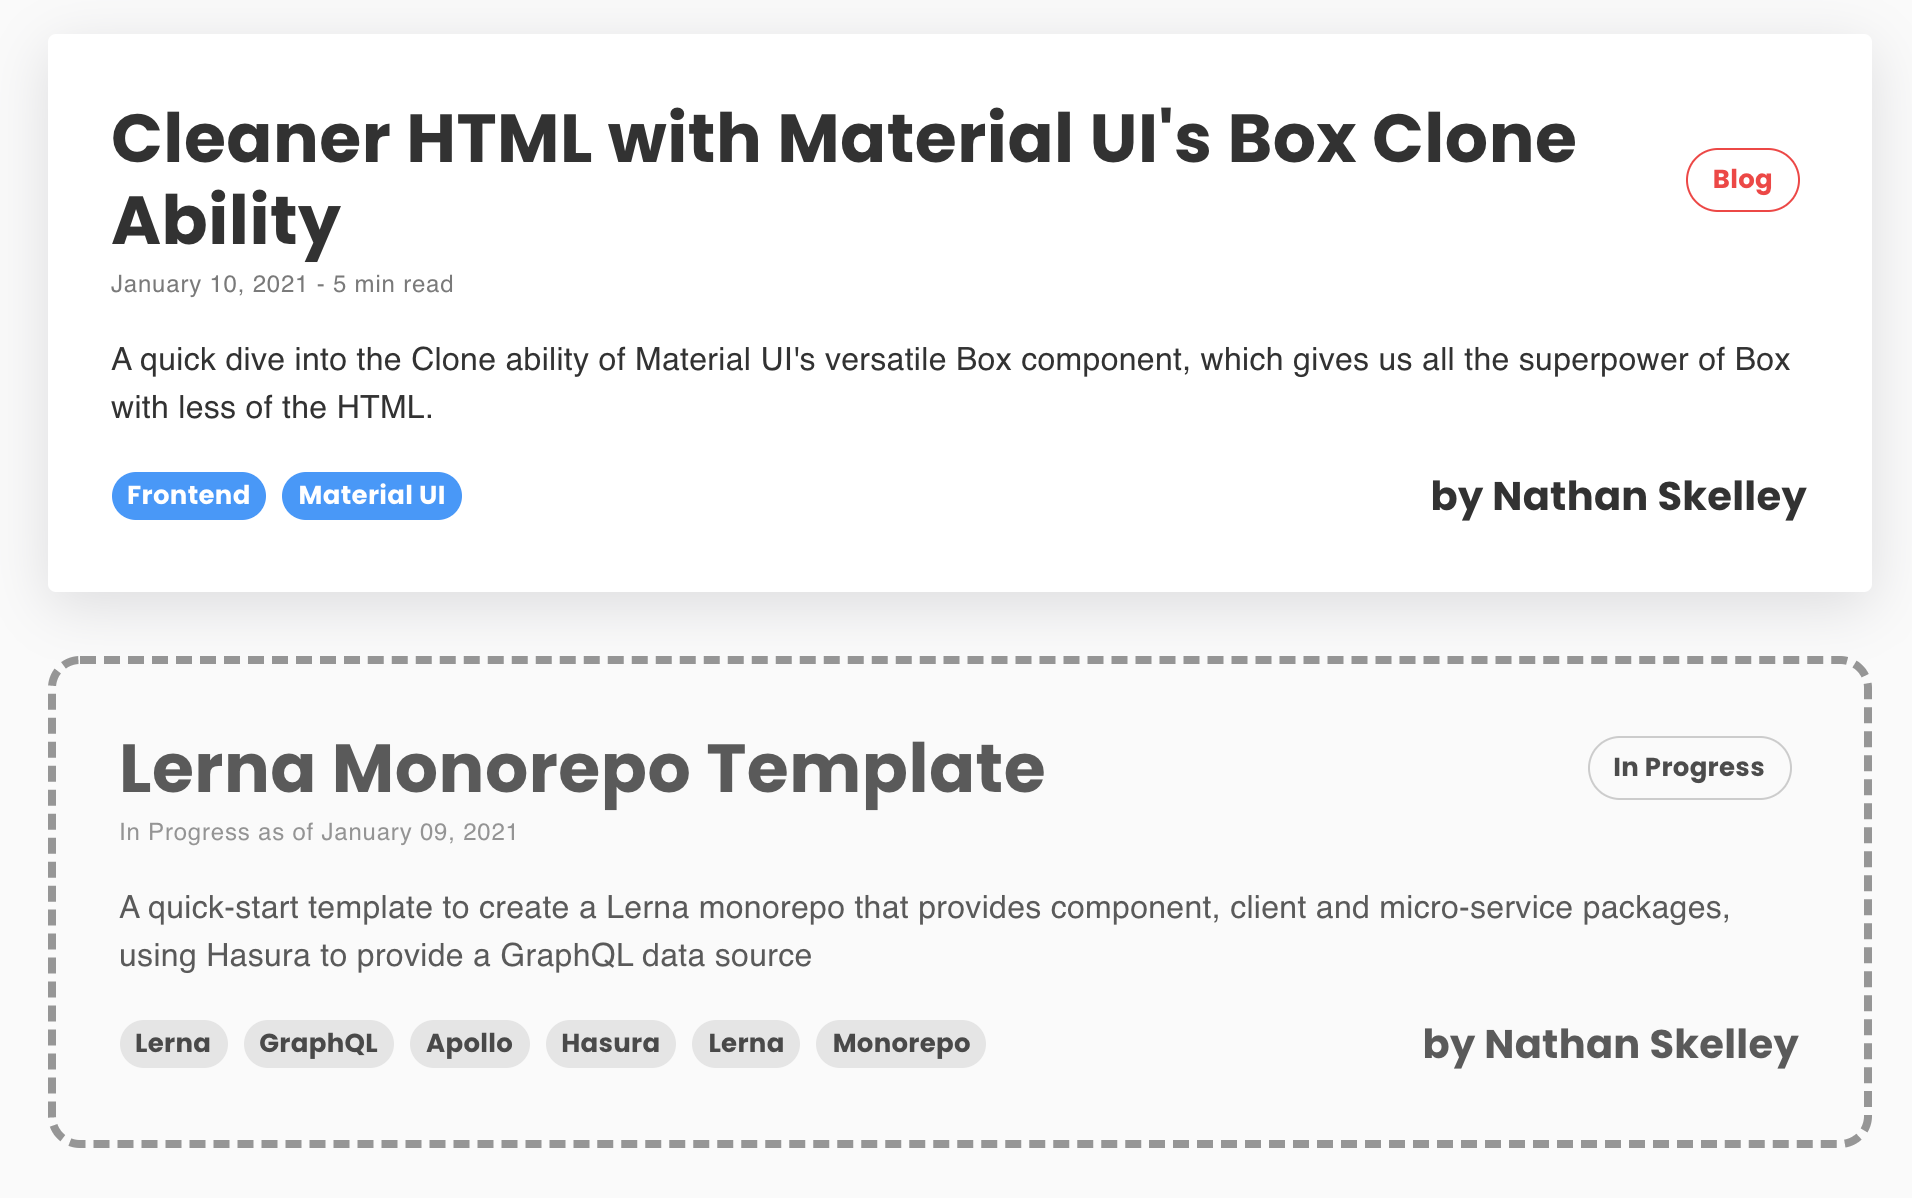 Cleaner HTML with Material UI's Box Clone
Ability
Blog
January 10, 2021 - 5 min read
A quick dive into the Clone ability of Material UI's versatile Box component, which gives us all the superpower of Box
with less of the HTML.
Frontend Material UI
by Nathan Skelley
Lerna Monorepo Template
In Progress
In Progress as of January 09, 2021
A quick-start template to create a Lerna monorepo that provides component, client and micro-service packages,
using Hasura to provide a GraphQL data source
Lerna GraphQL Apollo Hasura Lerna Monorepo
by Nathan Skelley